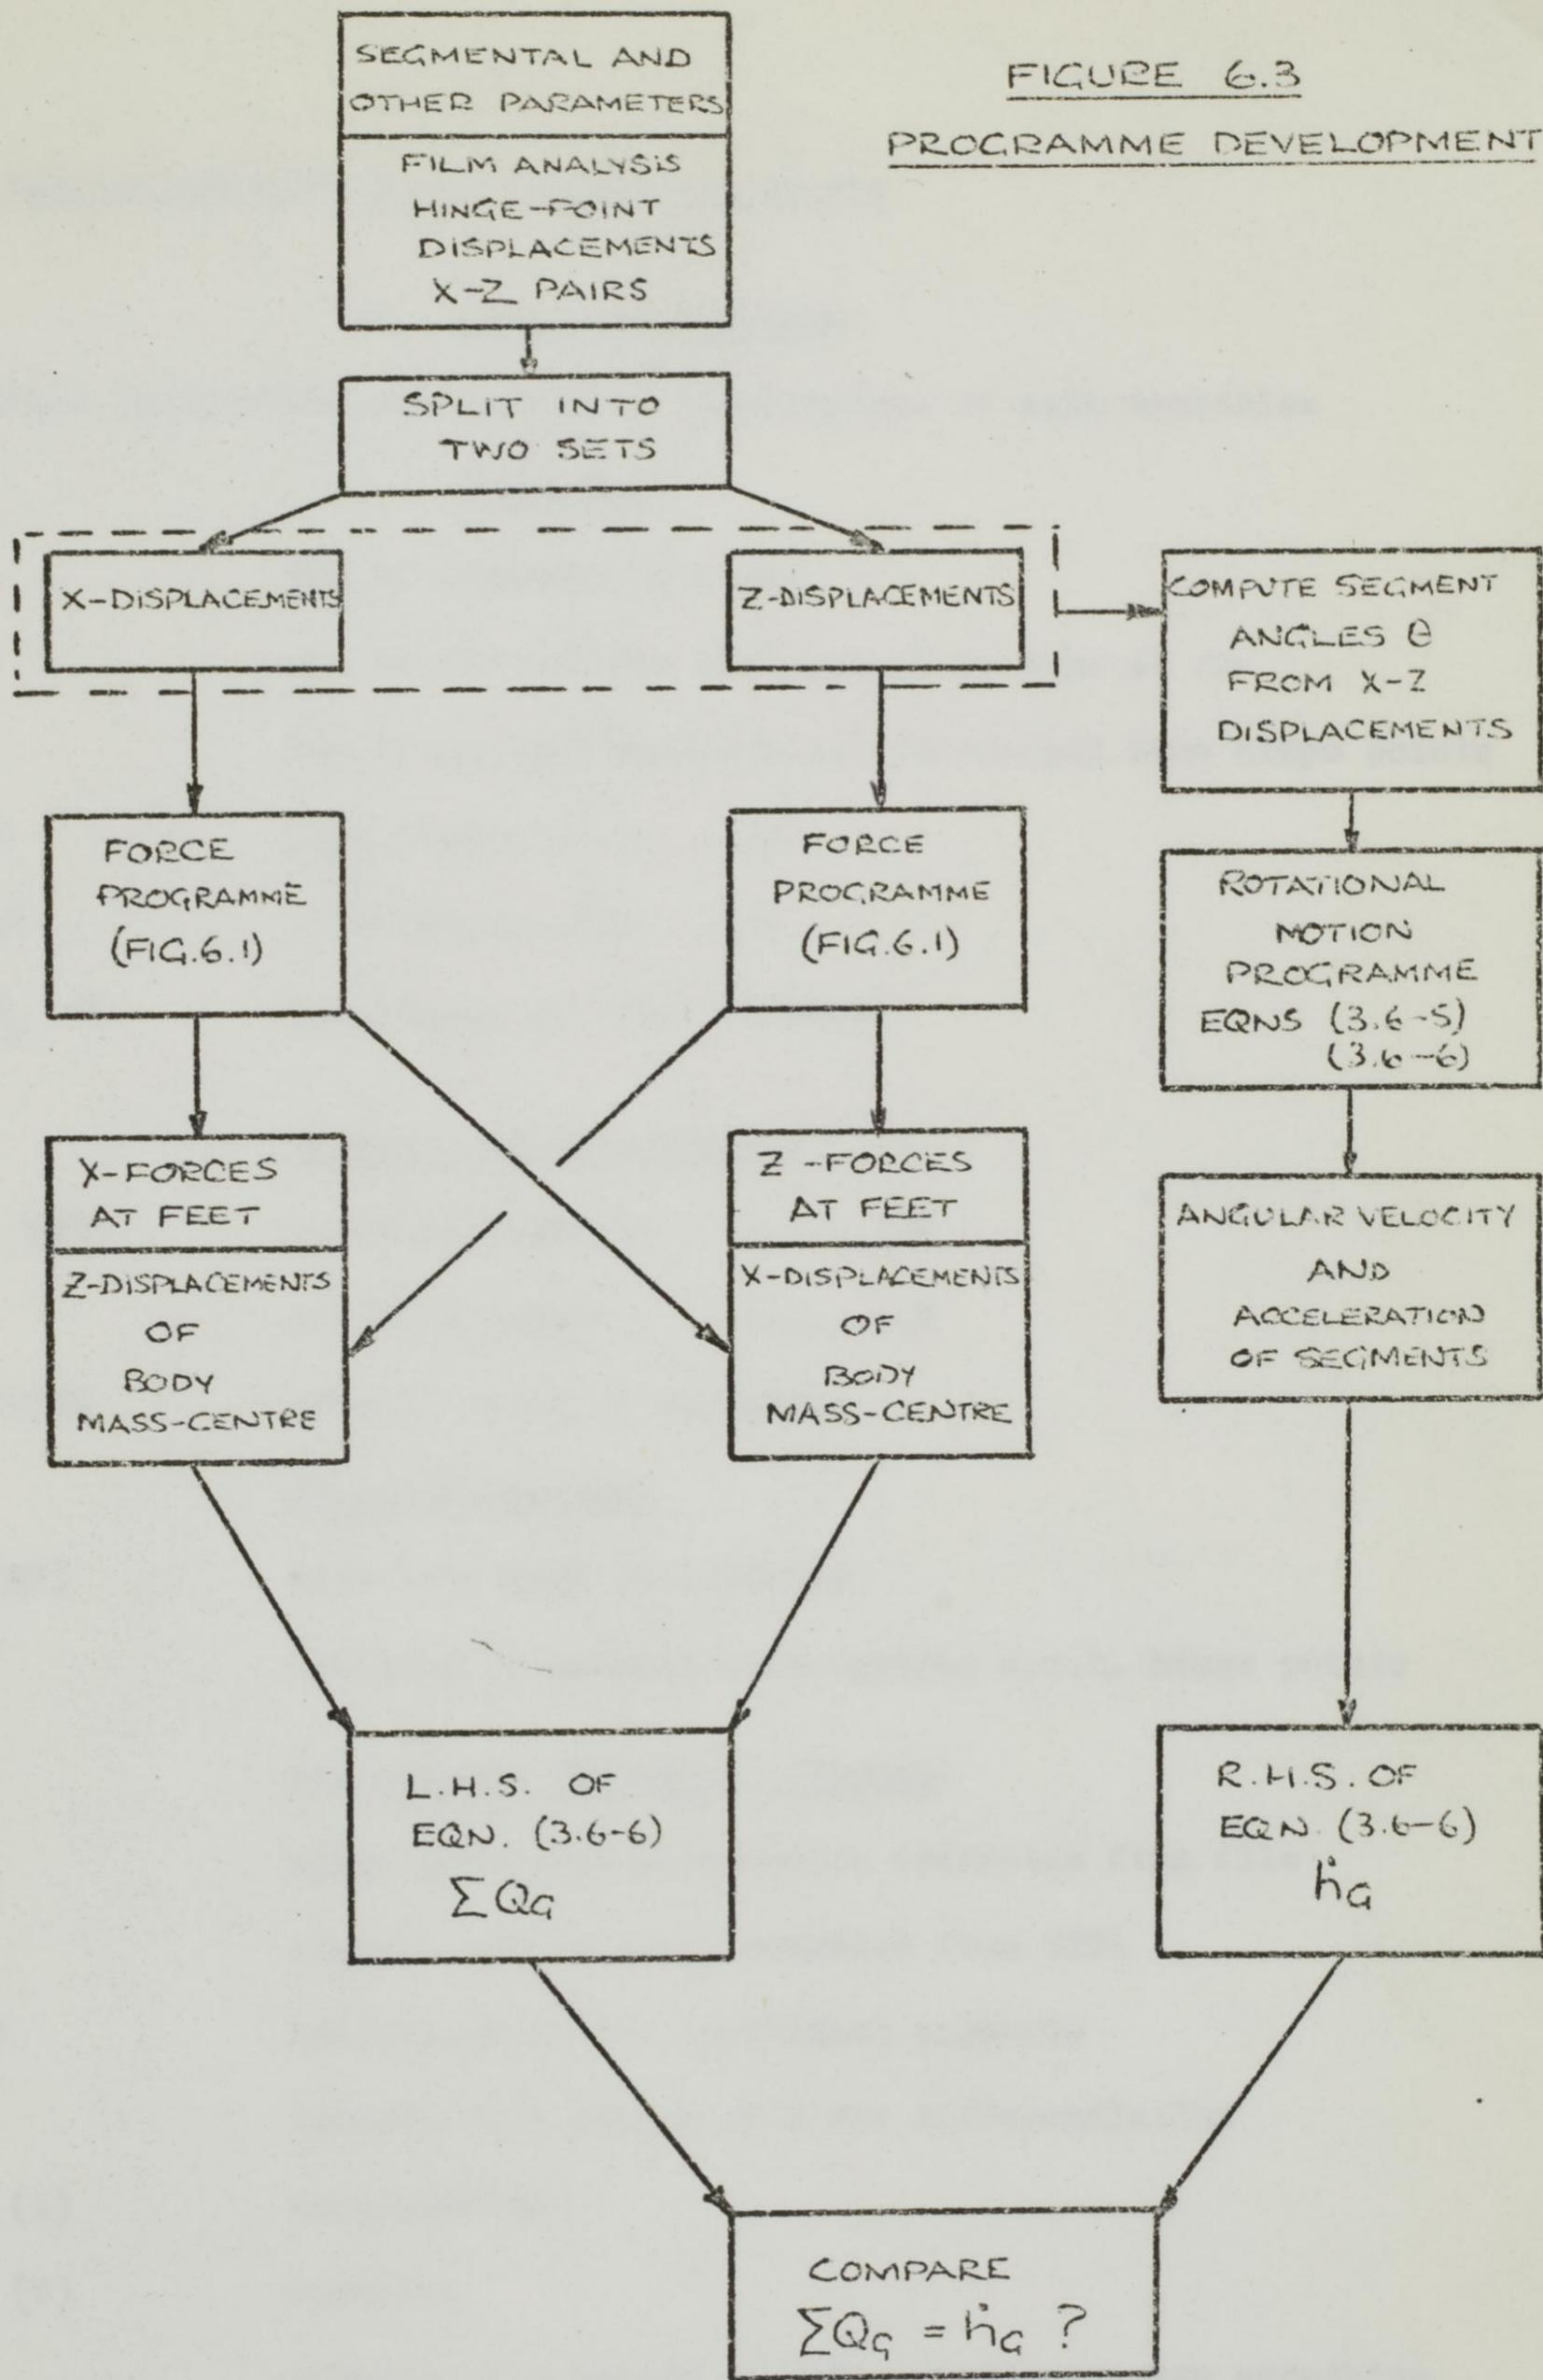 FIGURE 6.3
PROGRAMME DEVELOPMENT
SEGMENTAL AND
OTHER PARAMETERS
FILM ANALYSIS
HINGE-POINT
DISPLACEMENTS
X-Z PAIRS
SPLIT INTO
TWO SETS
X-DISPLACEMENTS
Z-DISPLACEMENTS
COMPUTE SEGMENT
ANGLES θ
FROM X-Z
DISPLACEMENTS
FORCE
PROGRAMME
(FIG.6.1)
FORCE
PROGRAMME
(FIG.6.1)
ROTATIONAL
MOTION
PROGRAMME
EQNS (3.6-5)
(3.6-6)
X-FORCES
AT FEET
Z-DISPLACEMENTS
OF
BODY
MASS-CENTRE
Z-FORCES
AT FEET
X-DISPLACEMENTS
OF
BODY
MASS-CENTRE
ANGULAR VELOCITY
AND
ACCELERATION
OF SEGMENTS
L.H.S. OF
EQN. (3.6-6)
ΣQG
R.H.S. OF
EQN. (3.6-6)
ḣG
COMPARE
ΣQG = ḣG ?